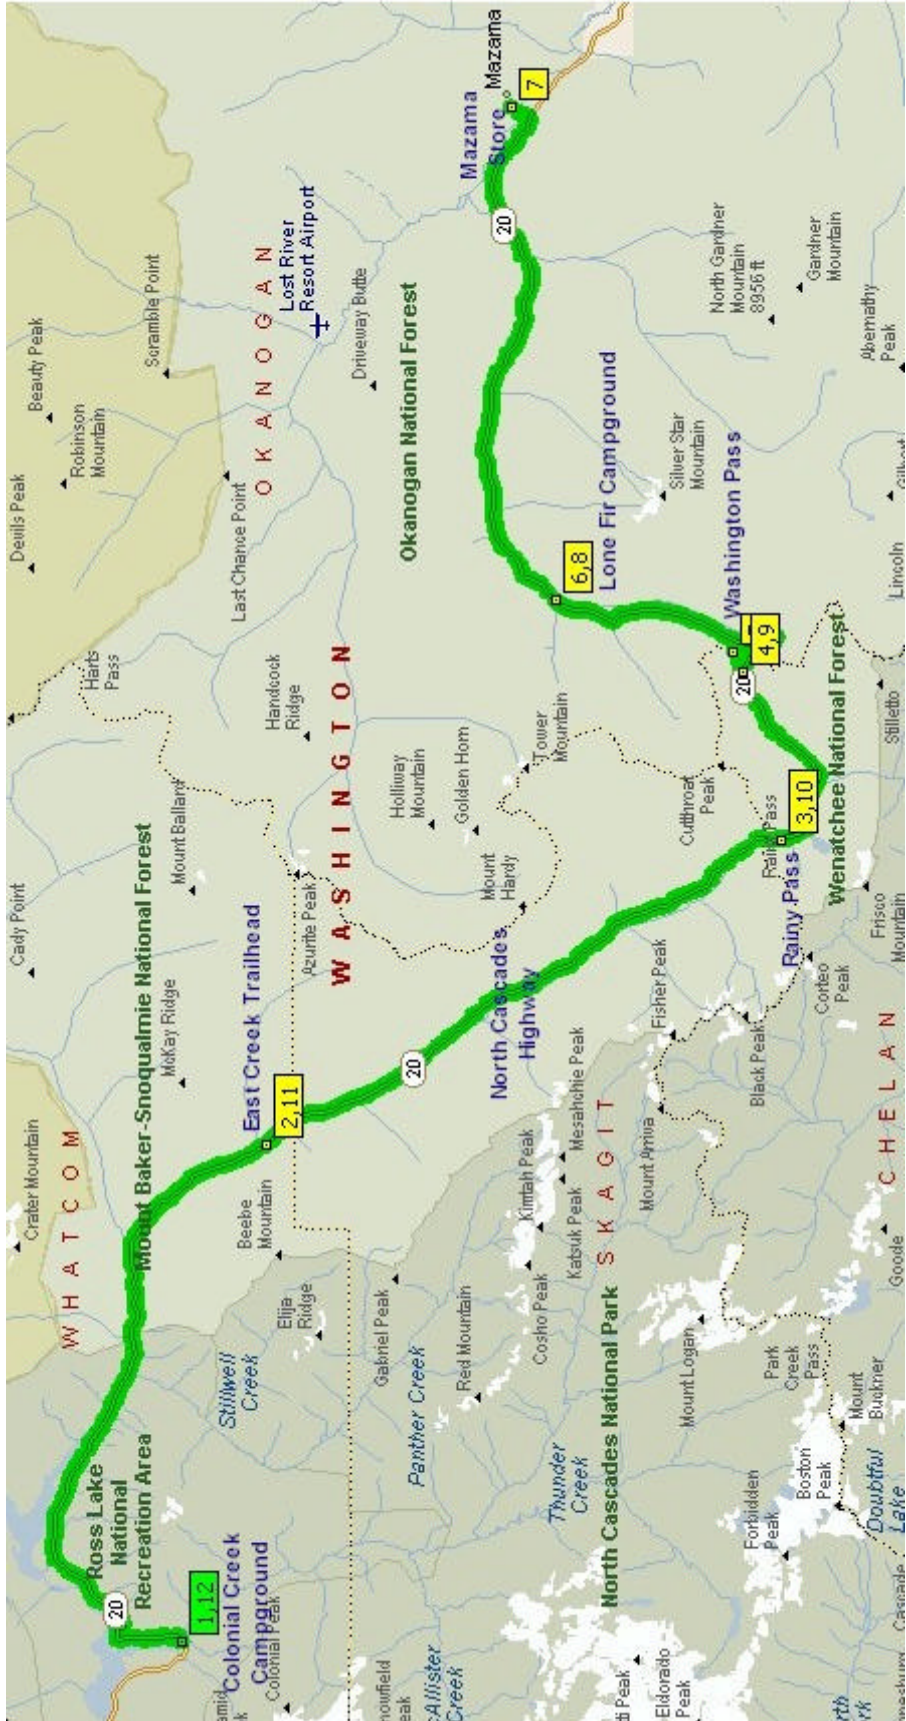 Crater Mountain
Cady Point
Devils Peak
Beauty Peak
WHATCOM
McKay Ridge
Mount Ballard
Harts
Pass
Robinson
Mountain
Scramble Point
Ross Lake
National
Recreation Area
Mount Baker-Snoqualmie National Forest
20
1,12
Colonial Creek
Campground
Colonial Peak
Stillwell
Creek
Beebe
Mountain
East Creek Trailhead
2,11
Last Chance Point
OKANOGAN
Lost River
Resort Airport
Elija
Ridge
Azurite Peak
Handcock
Ridge
WASHINGTON
Driveway Butte
Gabriel Peak
Panther Creek
20
Holliway
Mountain
Golden Horn
Okanogan National Forest
Red Mountain
North Cascades
Highway
Mount
Hardy
Tower
Mountain
20
Mazama
Store
Mazama
7
Cosho Peak
Kimtah Peak
Katsuk Peak
Mesahchie Peak
6,8
Lone Fir Campground
Thunder
Creek
SKAGIT
North Cascades National Park
Mount Arriva
Fisher Peak
Cutthroat
Peak
Silver Star
Mountain
Mount Logan
Black Peak
Rainy Pass
Rainy Pass
3,10
20
4,9
Washington Pass
North Gardner
Mountain
8956 ft
Gardner
Mountain
Eldorado
Peak
Forbidden
Peak
Boston
Peak
Park
Creek
Pass
Mount
Buckner
Corteo
Peak
Wenatchee National Forest
Abernathy
Peak
Doubtful
Lake
Goode
CHELAN
Frisco
Mountain
Stilletto
Lincoln
Cascade